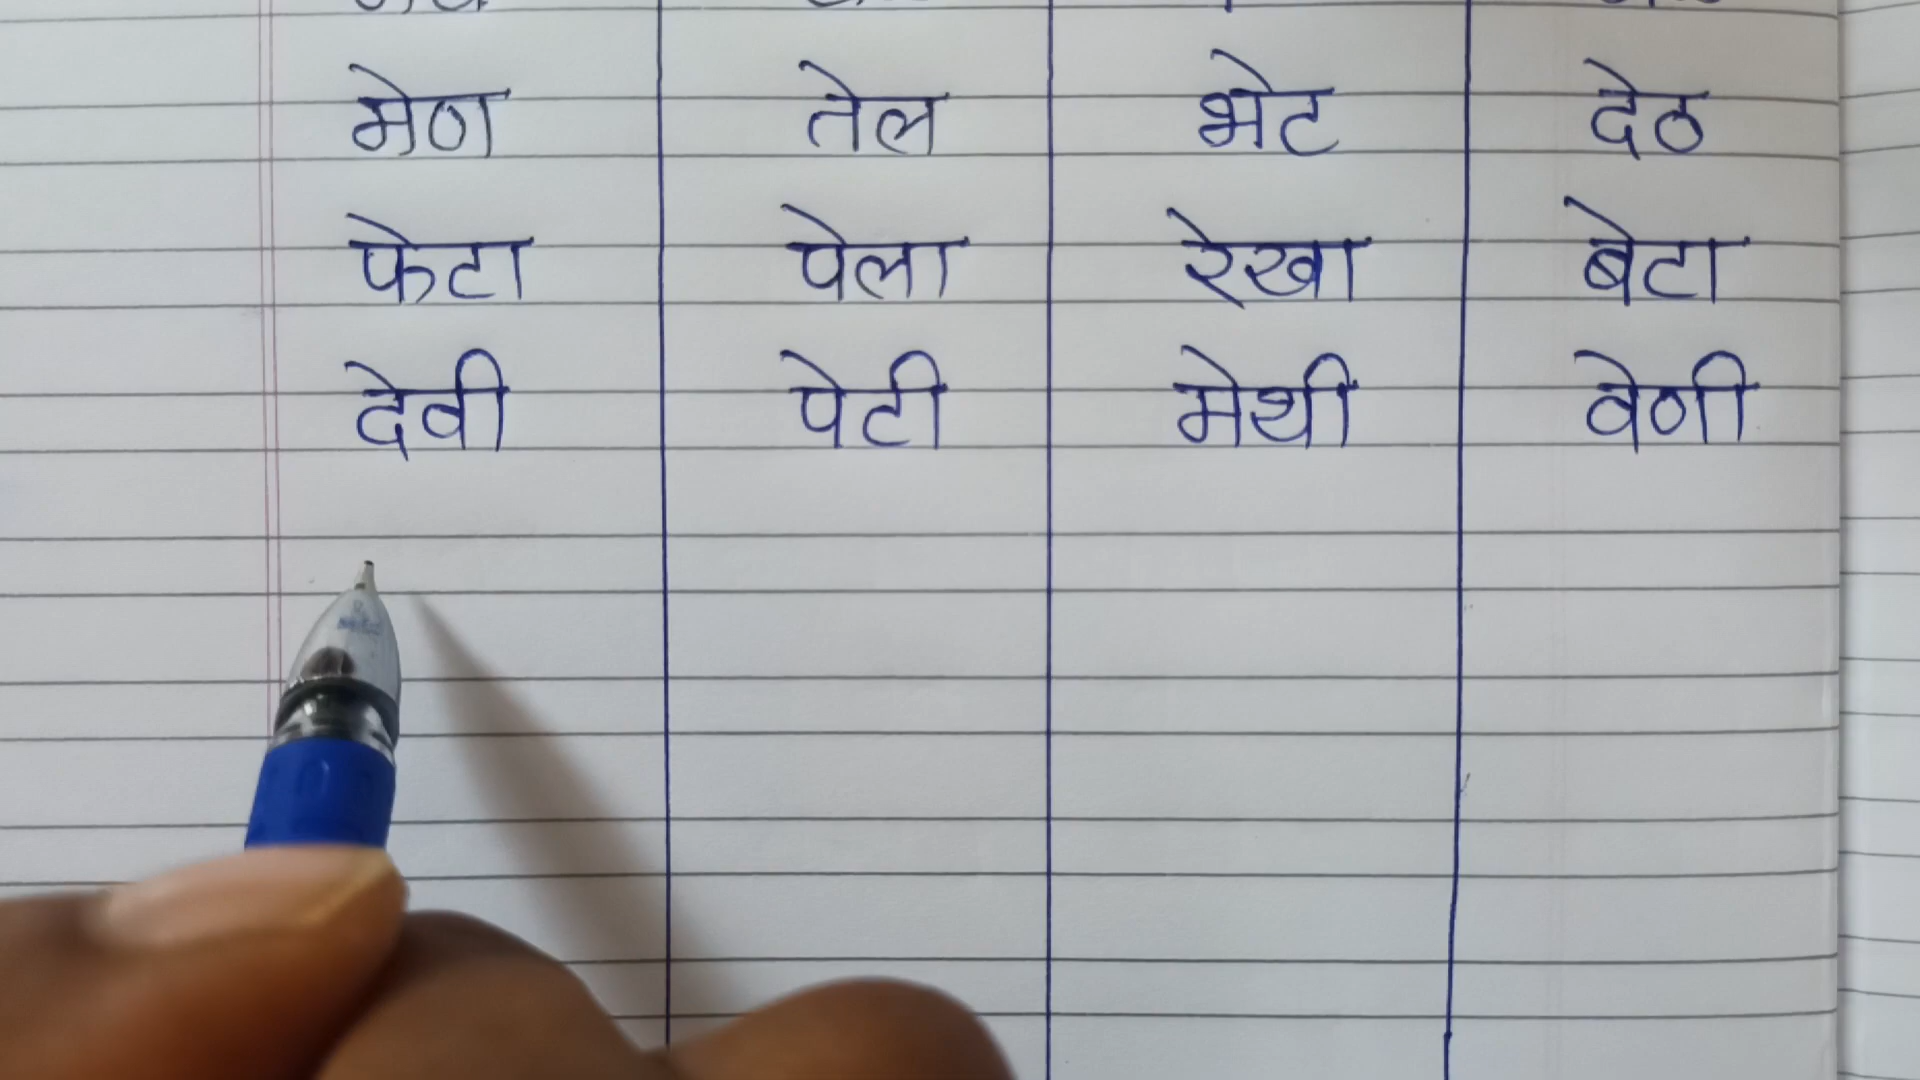 मेण तेल भेट देठ
फेटा पेला रेखा बेटा
देवी पेटी मेथी वेणी